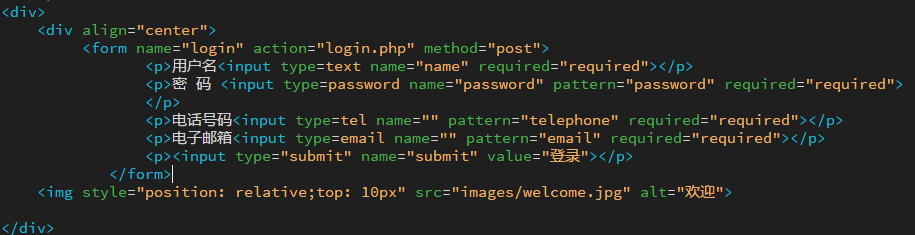 <div>
<div align="center">
<form name="login" action="login.php" method="post">
<p>用户名<input type=text name="name" required="required"></p>
<p>密 码 <input type=password name="password" pattern="password" required="required">
</p>
<p>电话号码<input type=tel name="" pattern="telephone" required="required"></p>
<p>电子邮箱<input type=email name="" pattern="email" required="required"></p>
<p><input type="submit" name="submit" value="登录"></p>
</form>
<img style="position: relative;top: 10px" src="images/welcome.jpg" alt="欢迎">
</div>